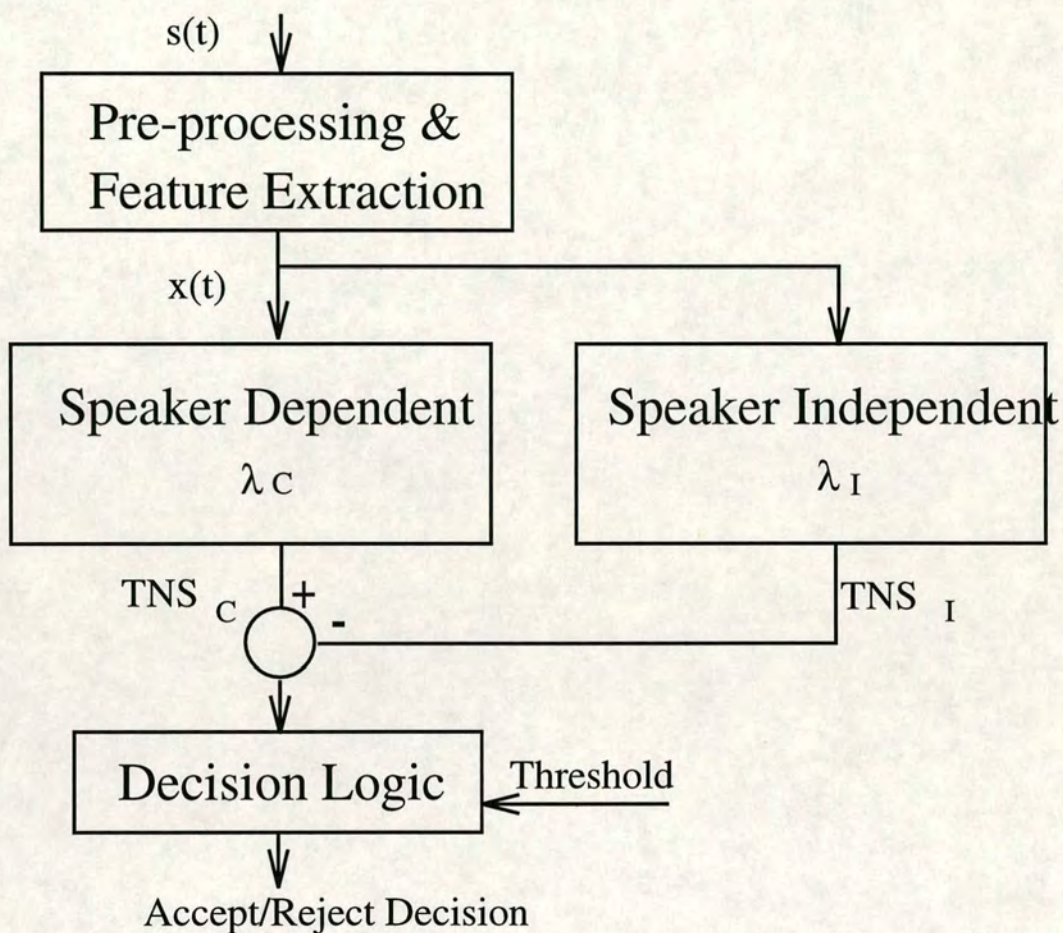 s(t)
Pre-processing &
Feature Extraction
x(t)
Speaker Dependent
λ C
Speaker Independent
λ I
TNS C
+
-
TNS I
Decision Logic
Threshold
Accept/Reject Decision